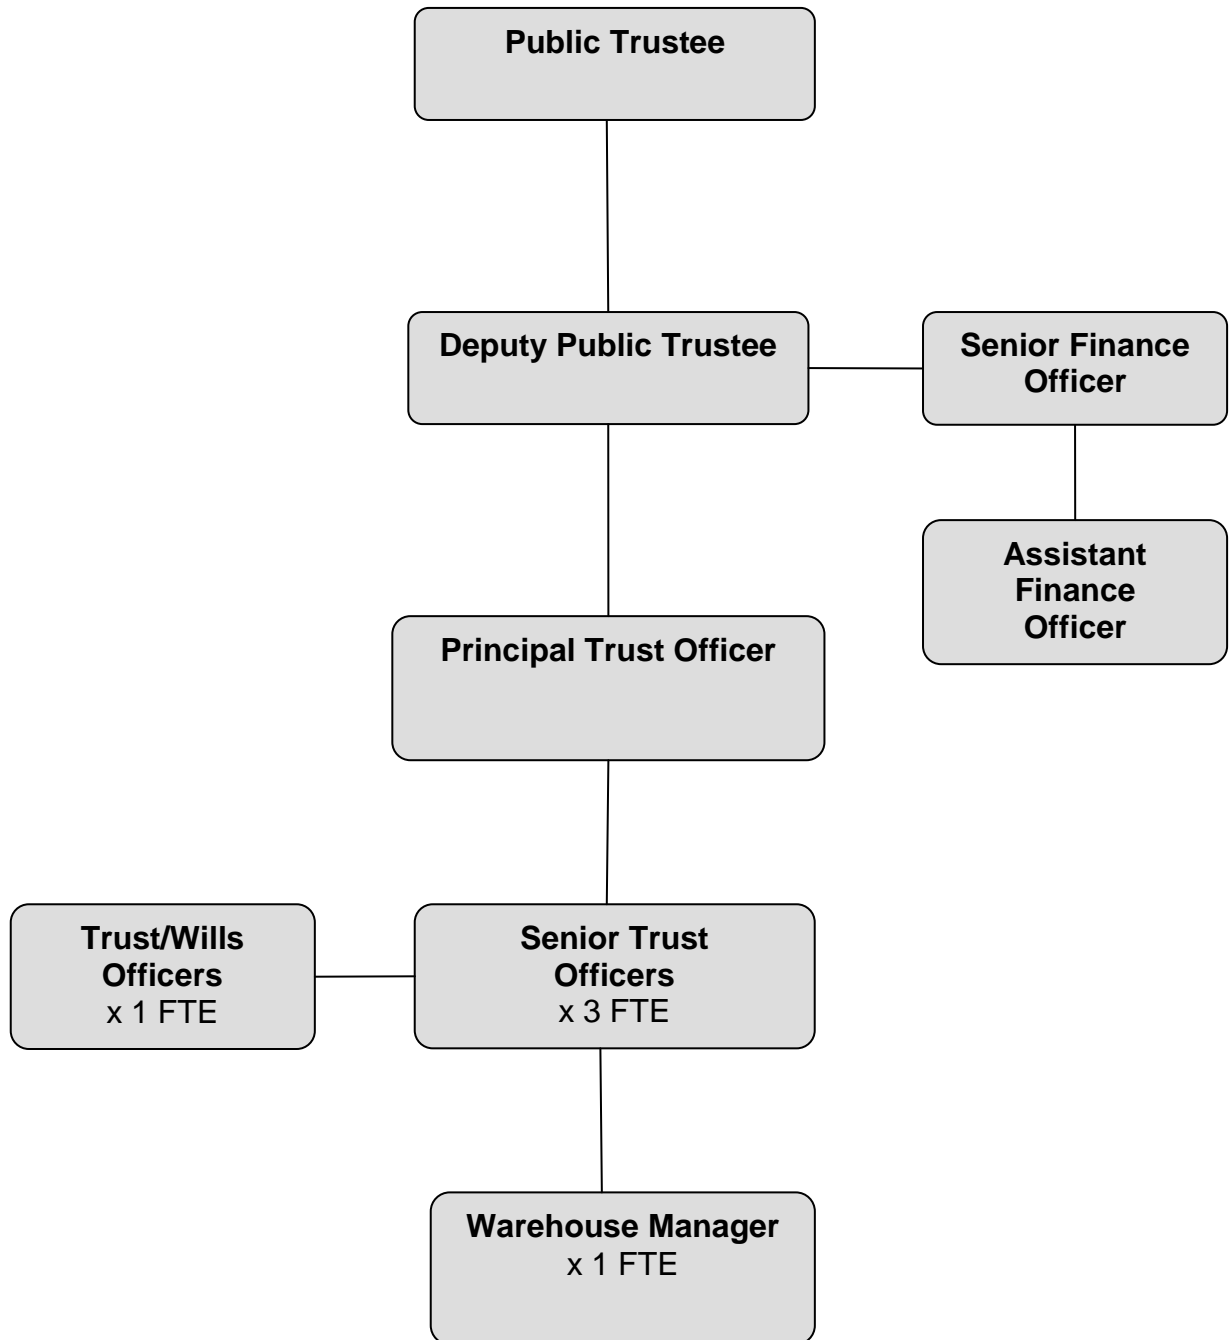 Public Trustee
Deputy Public Trustee
Senior Finance
Officer
Assistant
Finance
Officer
Principal Trust Officer
Trust/Wills
Officers
x 1 FTE
Senior Trust
Officers
x 3 FTE
Warehouse Manager
x 1 FTE